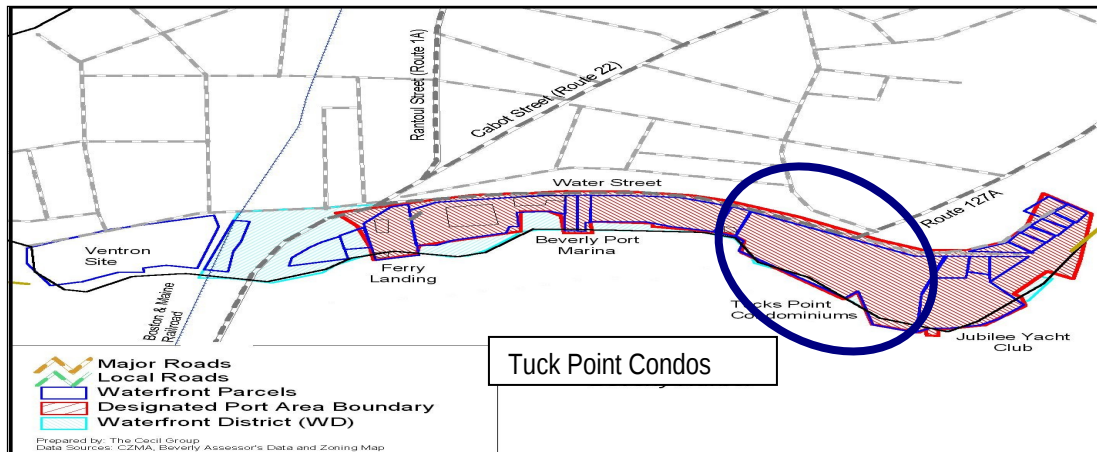 Rantoul Street (Route 1A)
Cabot Street (Route 22)
Water Street
Route 127A
Ventron
Site
Boston & Maine
Railroad
Ferry
Landing
Beverly Port
Marina
Tucks Point
Condominiums
Jubilee Yacht
Club
Tuck Point Condos
Major Roads
Local Roads
Waterfront Parcels
Designated Port Area Boundary
Waterfront District (WD)
Prepared by: The Cecil Group
Data Sources: CZMA, Beverly Assessor's Data and Zoning Map